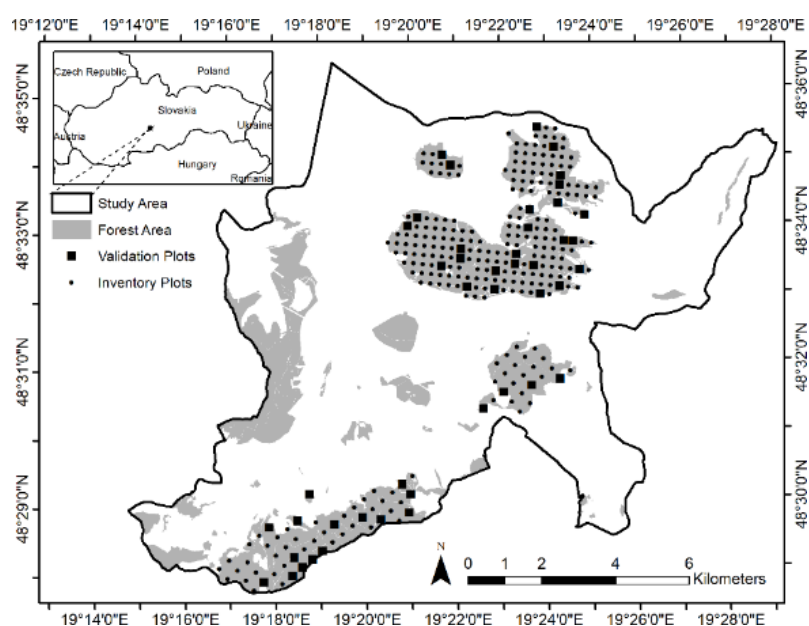 19°12'0"E 19°14'0"E 19°16'0"E 19°18'0"E 19°20'0"E 19°22'0"E 19°24'0"E 19°26'0"E 19°28'0"E
Czech Republic
Poland
Slovakia
Austria
Ukraine
Hungary
Romania
Study Area
Forest Area
Validation Plots
Inventory Plots
48°35'0"N
48°33'0"N
48°31'0"N
48°29'0"N
48°36'0"N
48°34'0"N
48°32'0"N
48°30'0"N
N
0 1 2 4 6
Kilometers
19°14'0"E 19°16'0"E 19°18'0"E 19°20'0"E 19°22'0"E 19°24'0"E 19°26'0"E 19°28'0"E